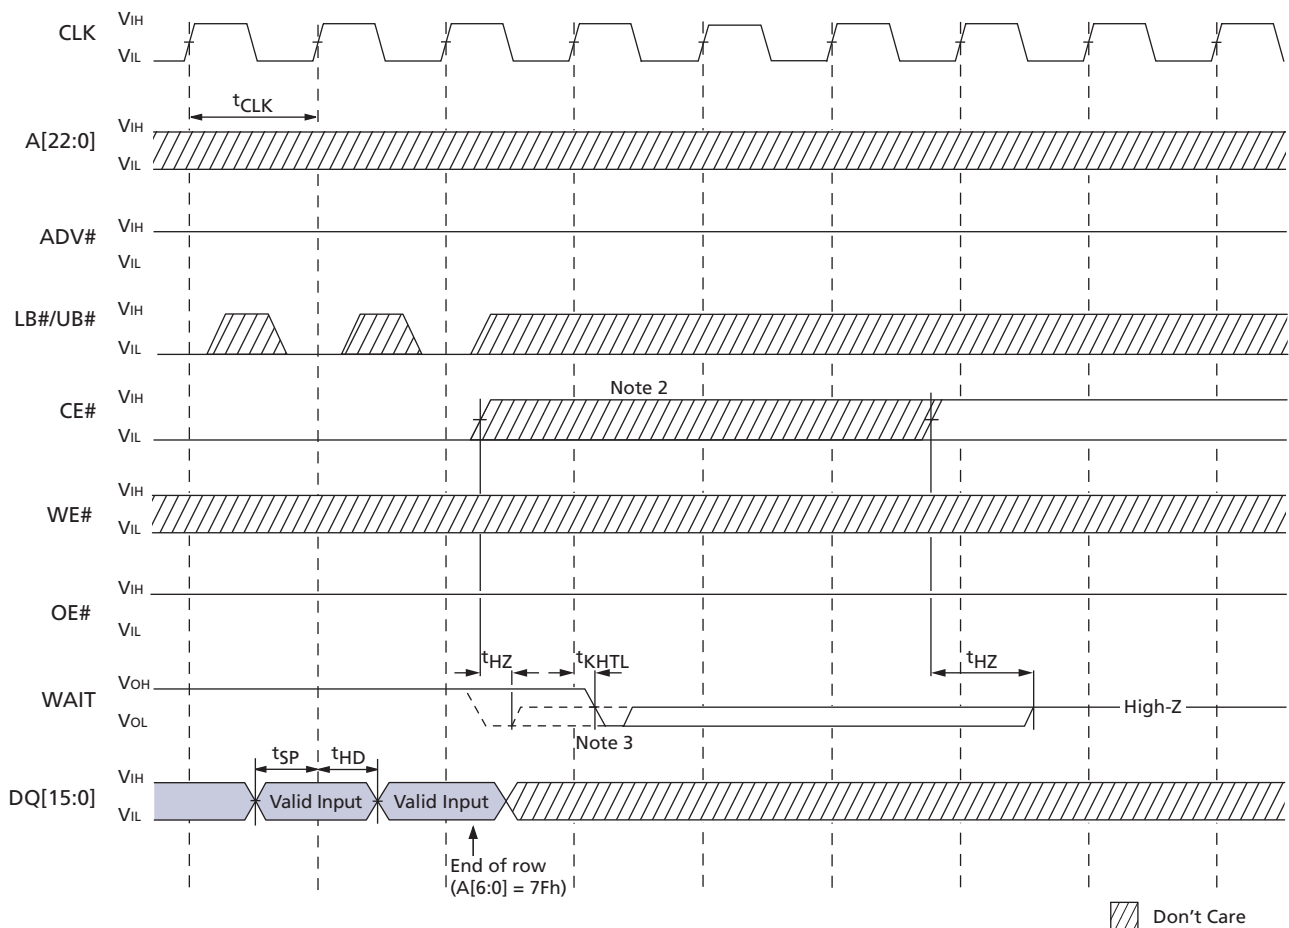 CLK
VIH
VIL
tCLK
A[22:0]
VIH
VIL
ADV#
VIH
VIL
LB#/UB#
VIH
VIL
CE#
VIH
VIL
Note 2
WE#
VIH
VIL
OE#
VIH
VIL
tHZ
tKHTL
tHZ
WAIT
VOH
VOL
High-Z
Note 3
tSP
tHD
DQ[15:0]
VIH
VIL
Valid Input
Valid Input
End of row
(A[6:0] = 7Fh)
Don't Care